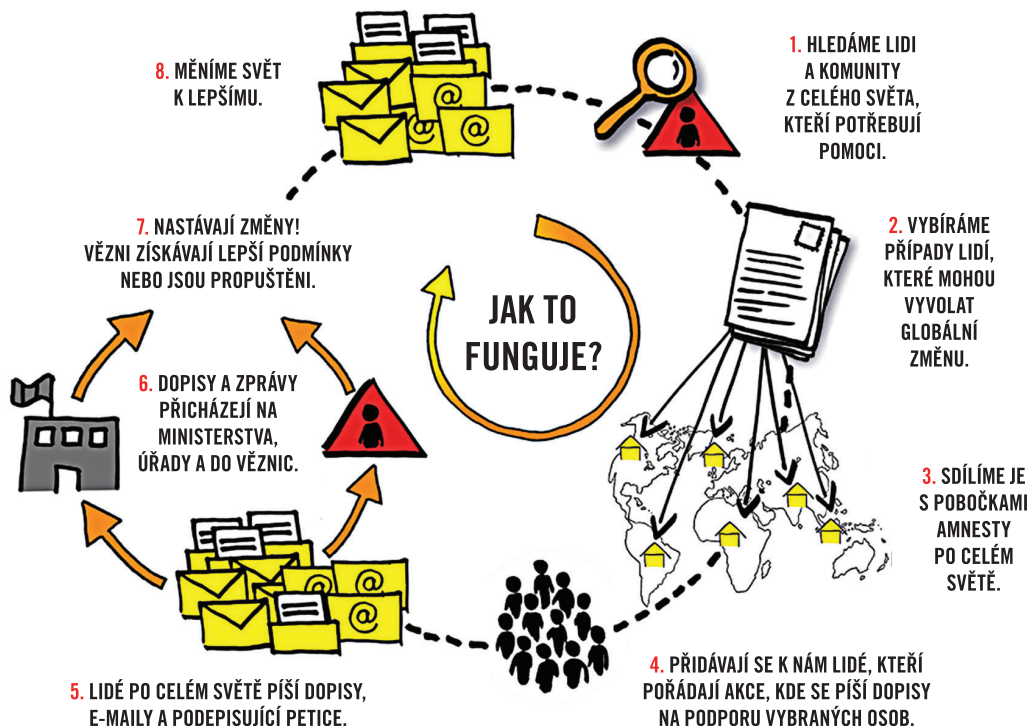 JAK TO
FUNGUJE?
1. HLEDÁME LIDI
A KOMUNITY
Z CELÉHO SVĚTA,
KTEŘÍ POTŘEBUJÍ
POMOCI.
2. VYBÍRÁME
PŘÍPADY LIDÍ,
KTERÉ MOHOU
VYVOLAT
GLOBÁLNÍ
ZMĚNU.
3. SDÍLÍME JE
S POBOČKAMI
AMNESTY
PO CELÉM
SVĚTĚ.
4. PŘIDÁVAJÍ SE K NÁM LIDÉ, KTEŘÍ
POŘÁDAJÍ AKCE, KDE SE PÍŠÍ DOPISY
NA PODPORU VYBRANÝCH OSOB.
5. LIDÉ PO CELÉM SVĚTĚ PÍŠÍ DOPISY,
E-MAILY A PODEPISUJÍCÍ PETICE.
6. DOPISY A ZPRÁVY
PŘICHÁZEJÍ NA
MINISTERSTVA,
ÚŘADY A DO VĚZNIC.
7. NASTÁVAJÍ ZMĚNY!
VĚZNI ZÍSKÁVAJÍ LEPŠÍ PODMÍNKY
NEBO JSOU PROPUŠTĚNI.
8. MĚNÍME SVĚT
K LEPŠÍMU.
@
@
@
@
@
@